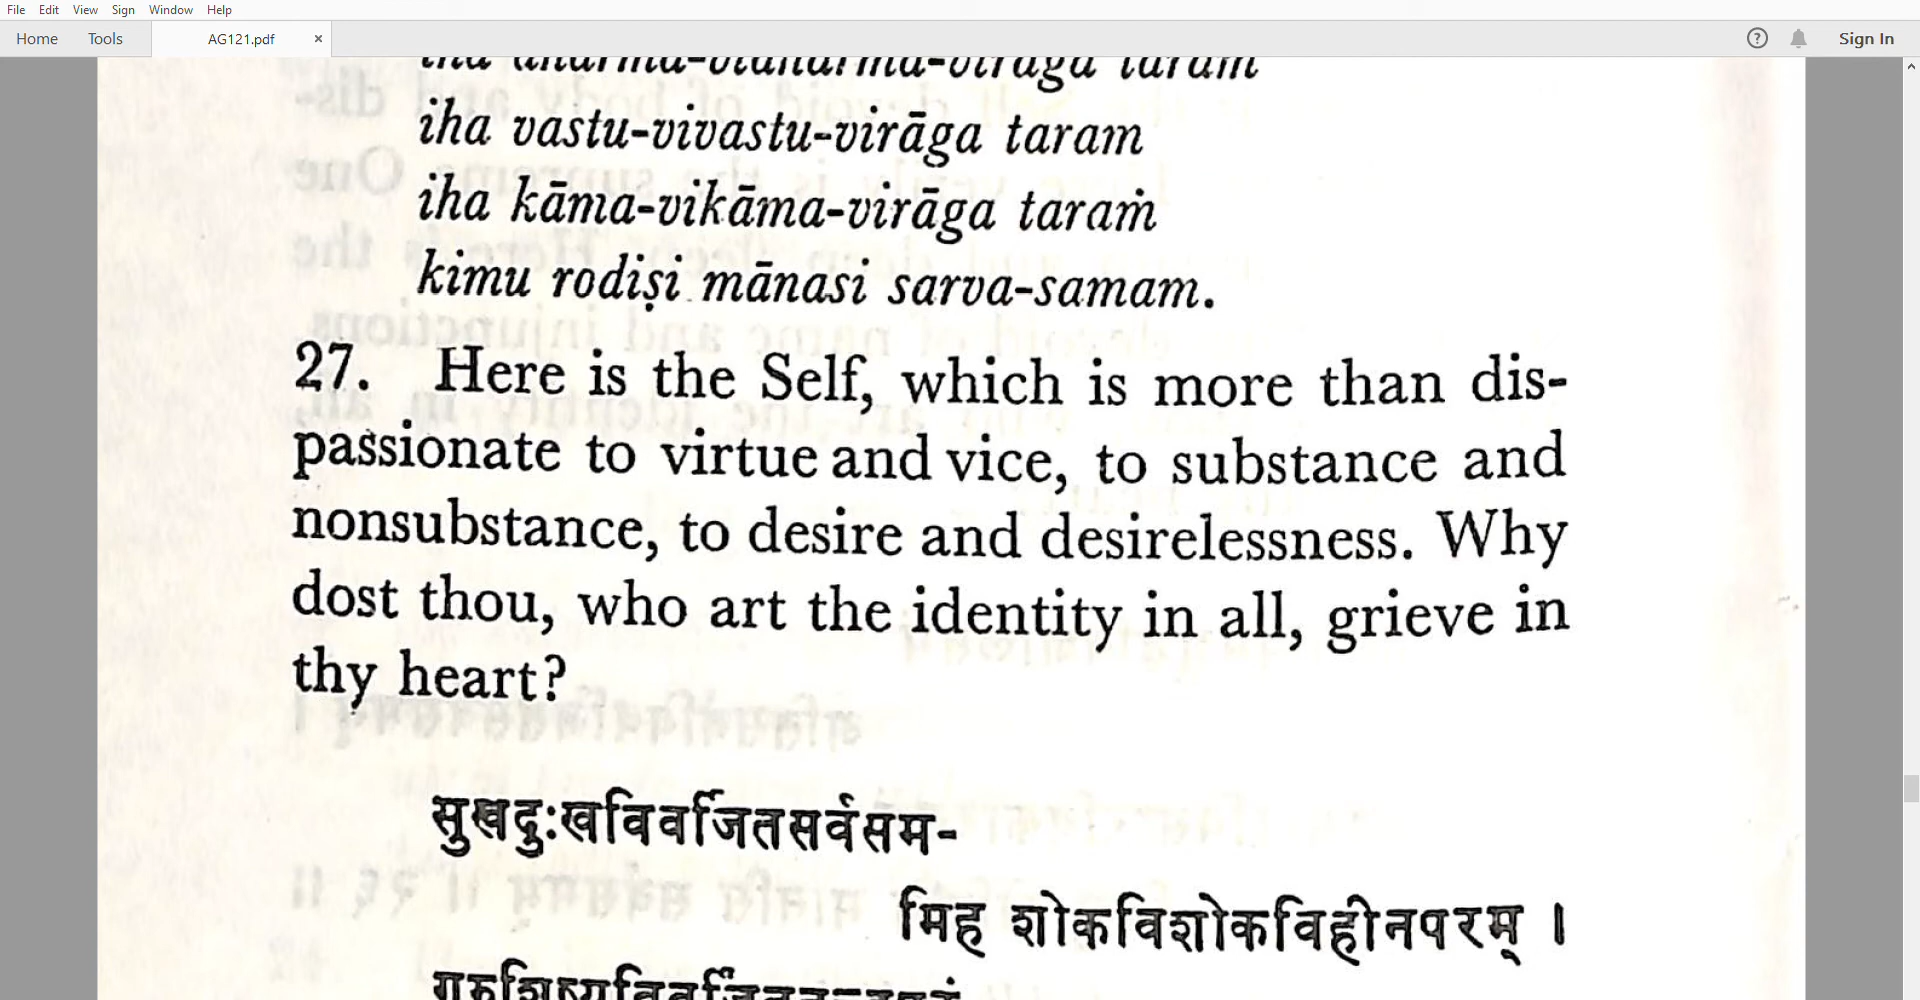 File Edit View Sign Window Help
Home Tools AG121.pdf × ? Sign In
iha vastu-vivastu-virāga taram
iha kāma-vikāma-virāga taraṁ
kimu rodiṣi mānasi sarva-samam.
27. Here is the Self, which is more than dis-
passionate to virtue and vice, to substance and
nonsubstance, to desire and desirelessness. Why
dost thou, who art the identity in all, grieve in
thy heart?
सुखदुःखविवर्जितसर्वसम-
मिह शोकविशोकविहीनपरम् ।